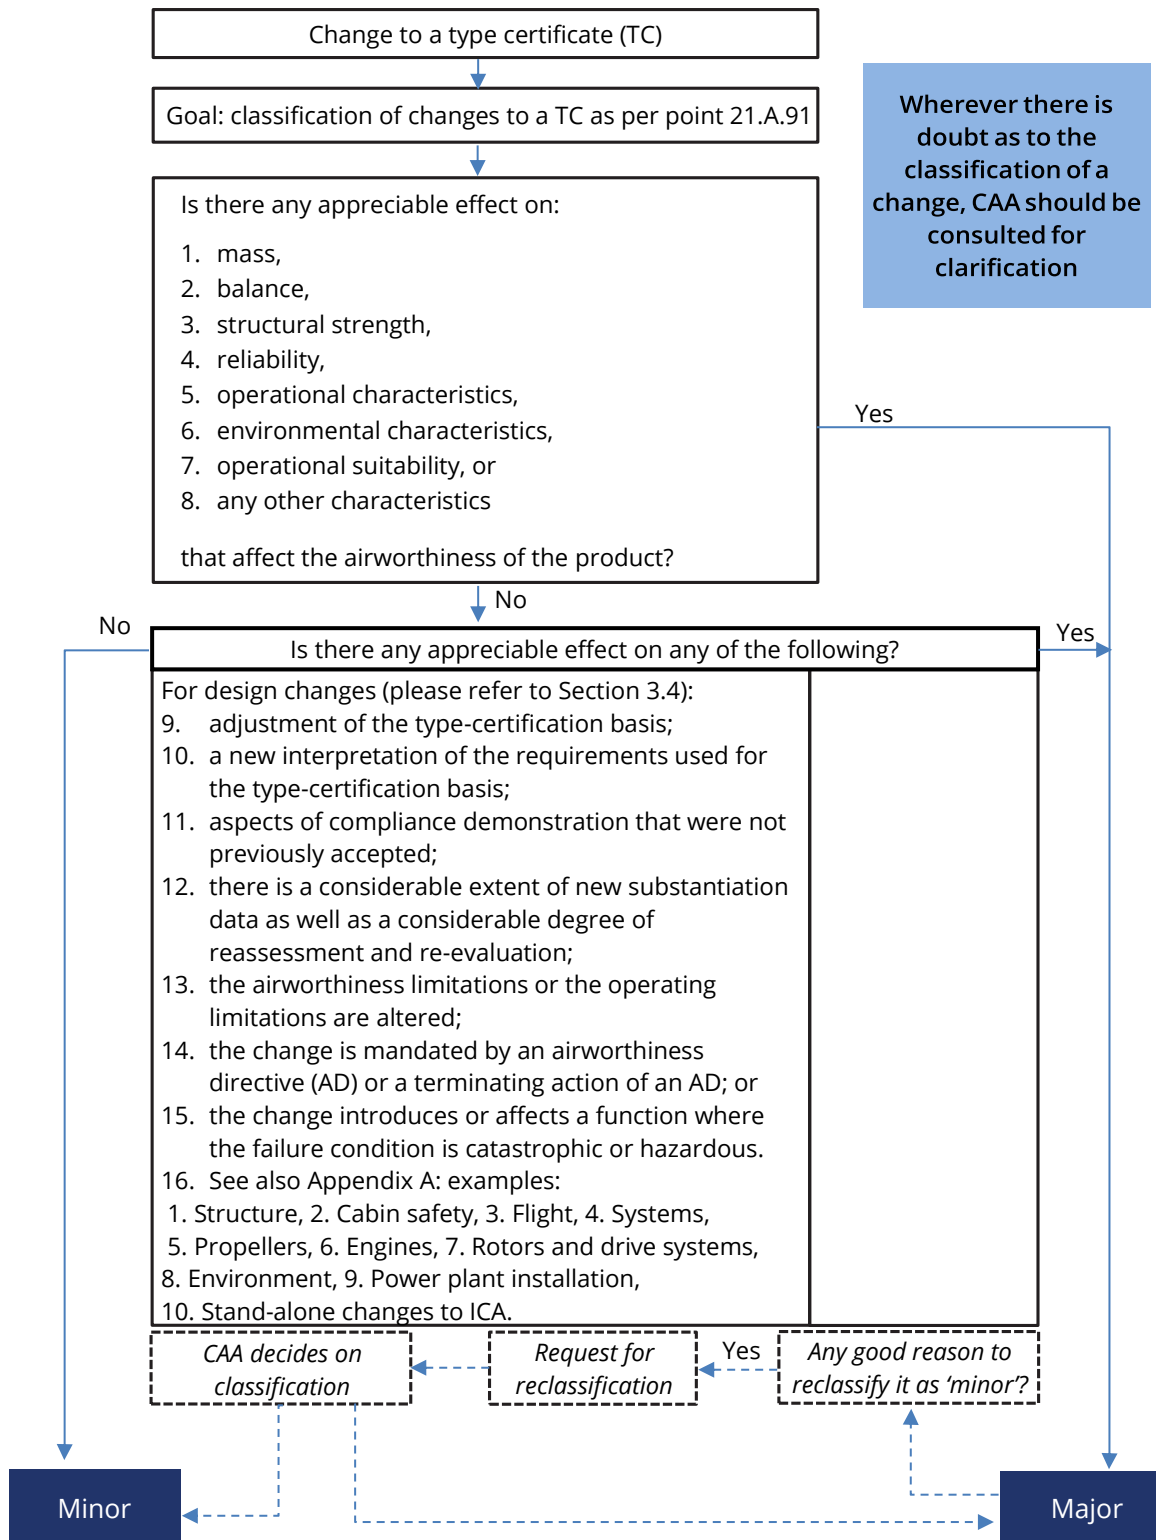 Change to a type certificate (TC)
Goal: classification of changes to a TC as per point 21.A.91
Wherever there is
doubt as to the
classification of a
change, CAA should be
consulted for
clarification
Is there any appreciable effect on:
1. mass,
2. balance,
3. structural strength,
4. reliability,
5. operational characteristics,
6. environmental characteristics,
7. operational suitability, or
8. any other characteristics
that affect the airworthiness of the product?
Yes
No
No
Is there any appreciable effect on any of the following?
Yes
For design changes (please refer to Section 3.4):
9. adjustment of the type-certification basis;
10. a new interpretation of the requirements used for
the type-certification basis;
11. aspects of compliance demonstration that were not
previously accepted;
12. there is a considerable extent of new substantiation
data as well as a considerable degree of
reassessment and re-evaluation;
13. the airworthiness limitations or the operating
limitations are altered;
14. the change is mandated by an airworthiness
directive (AD) or a terminating action of an AD; or
15. the change introduces or affects a function where
the failure condition is catastrophic or hazardous.
16. See also Appendix A: examples:
1. Structure, 2. Cabin safety, 3. Flight, 4. Systems,
5. Propellers, 6. Engines, 7. Rotors and drive systems,
8. Environment, 9. Power plant installation,
10. Stand-alone changes to ICA.
CAA decides on
classification
Request for
reclassification
Yes
Any good reason to
reclassify it as ‘minor’?
Minor
Major